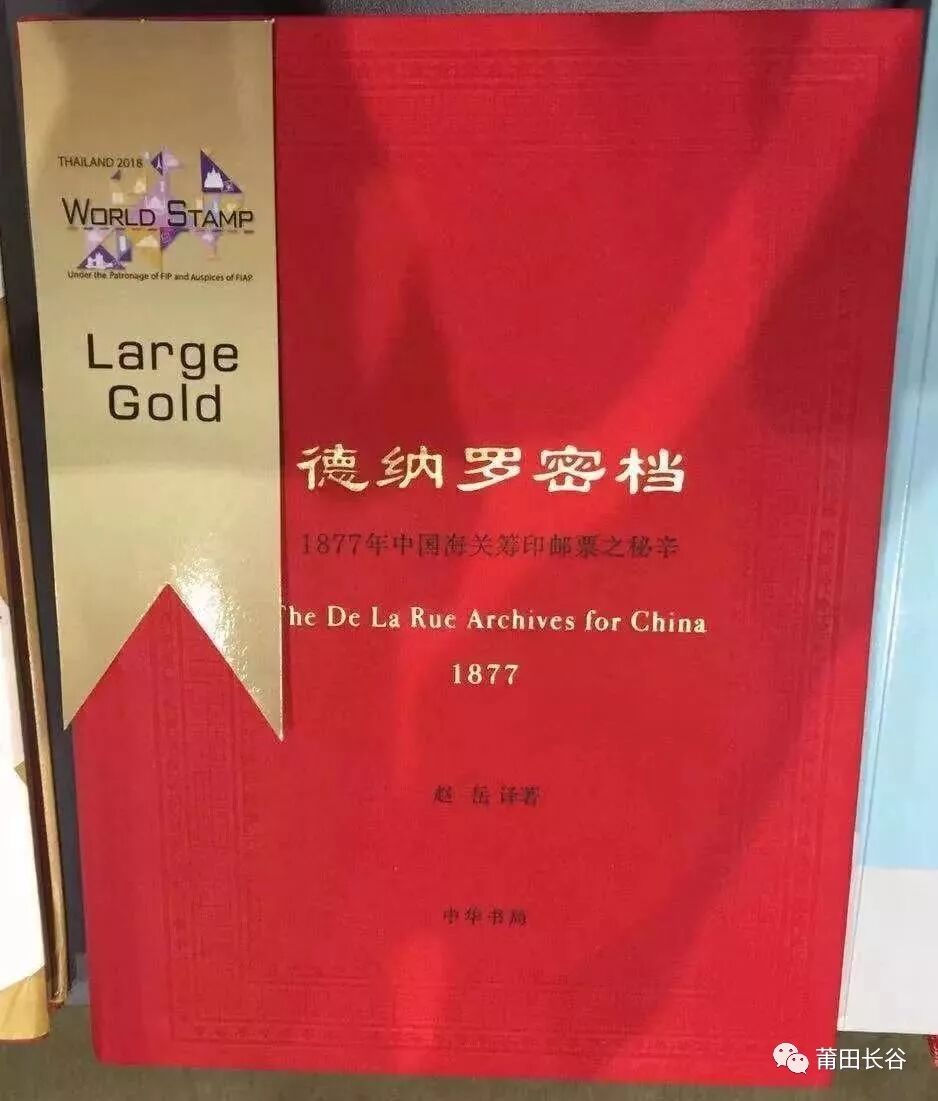 THAILAND 2018
WORLD STAMP
Under the Patronage of FIP and Auspices of FIAP
Large
Gold
德纳罗密档
1877年中国海关筹印邮票之秘辛
The De La Rue Archives for China
1877
赵 岳 译著
中华书局
莆田长谷